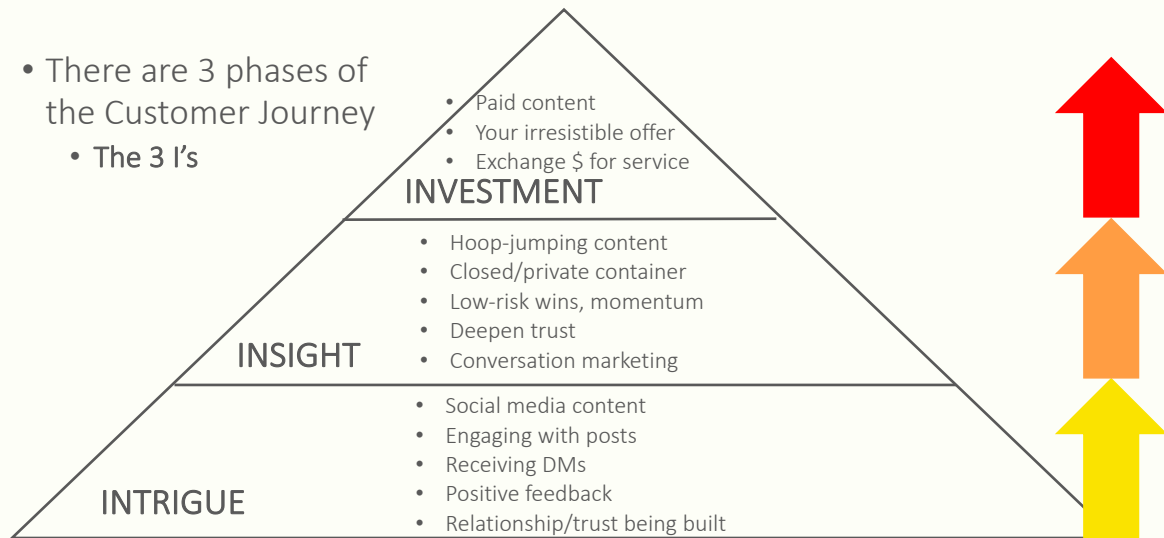 • There are 3 phases of
the Customer Journey
• The 3 I's
• Paid content
• Your irresistible offer
• Exchange $ for service
INVESTMENT
• Hoop-jumping content
• Closed/private container
• Low-risk wins, momentum
• Deepen trust
• Conversation marketing
INSIGHT
• Social media content
• Engaging with posts
• Receiving DMs
• Positive feedback
• Relationship/trust being built
INTRIGUE